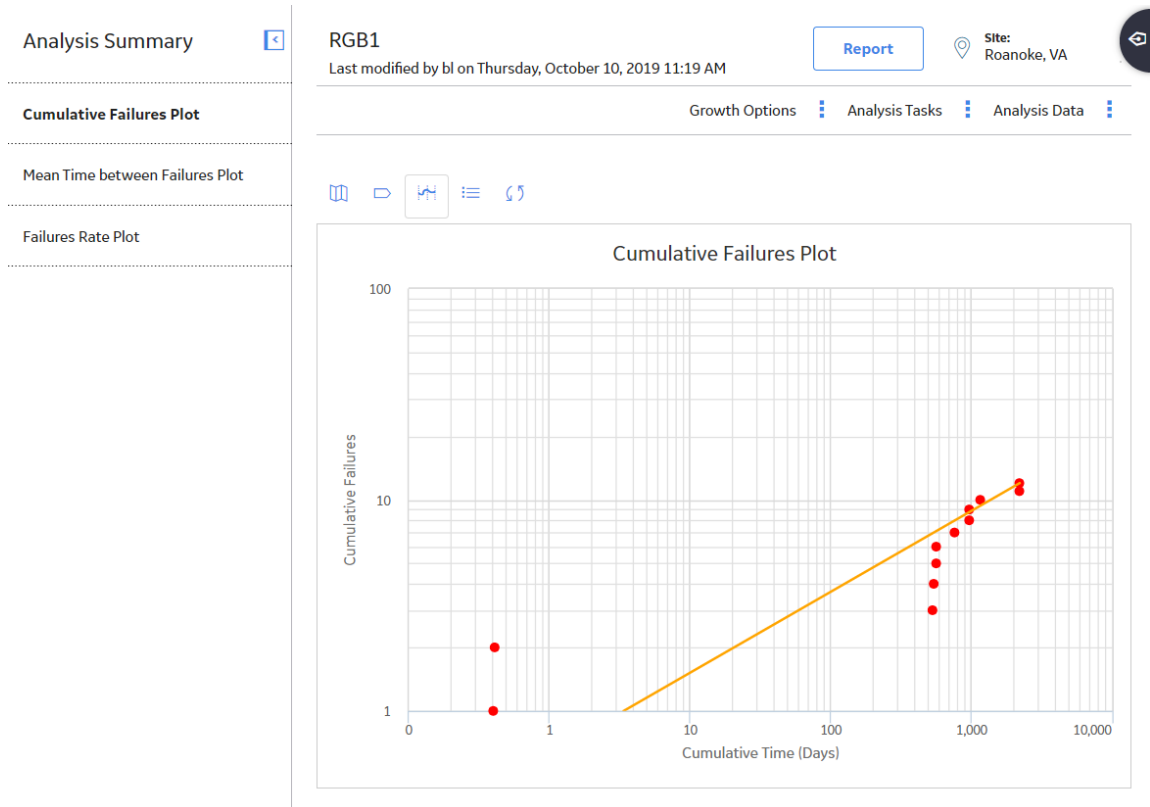 Analysis Summary
Cumulative Failures Plot
Mean Time between Failures Plot
Failures Rate Plot
RGB1
Last modified by bl on Thursday, October 10, 2019 11:19 AM
Report
Site:
Roanoke, VA
Growth Options
Analysis Tasks
Analysis Data
Cumulative Failures Plot
Cumulative Failures
100
10
1
0
1
10
100
1,000
10,000
Cumulative Time (Days)